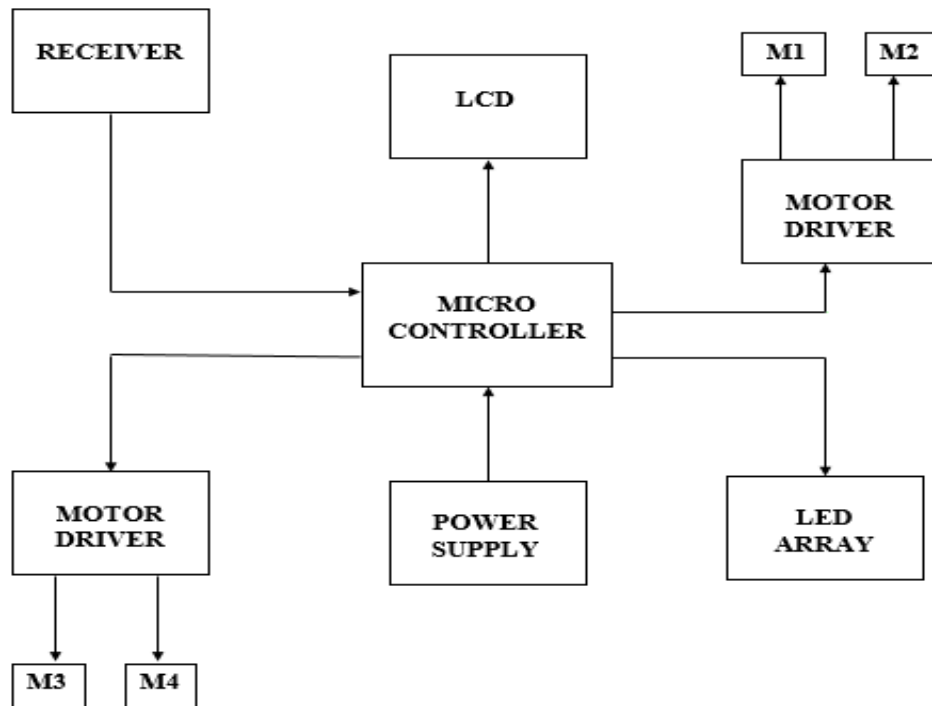 RECEIVER
LCD
M1
M2
MOTOR
DRIVER
MICRO
CONTROLLER
MOTOR
DRIVER
POWER
SUPPLY
LED
ARRAY
M3
M4